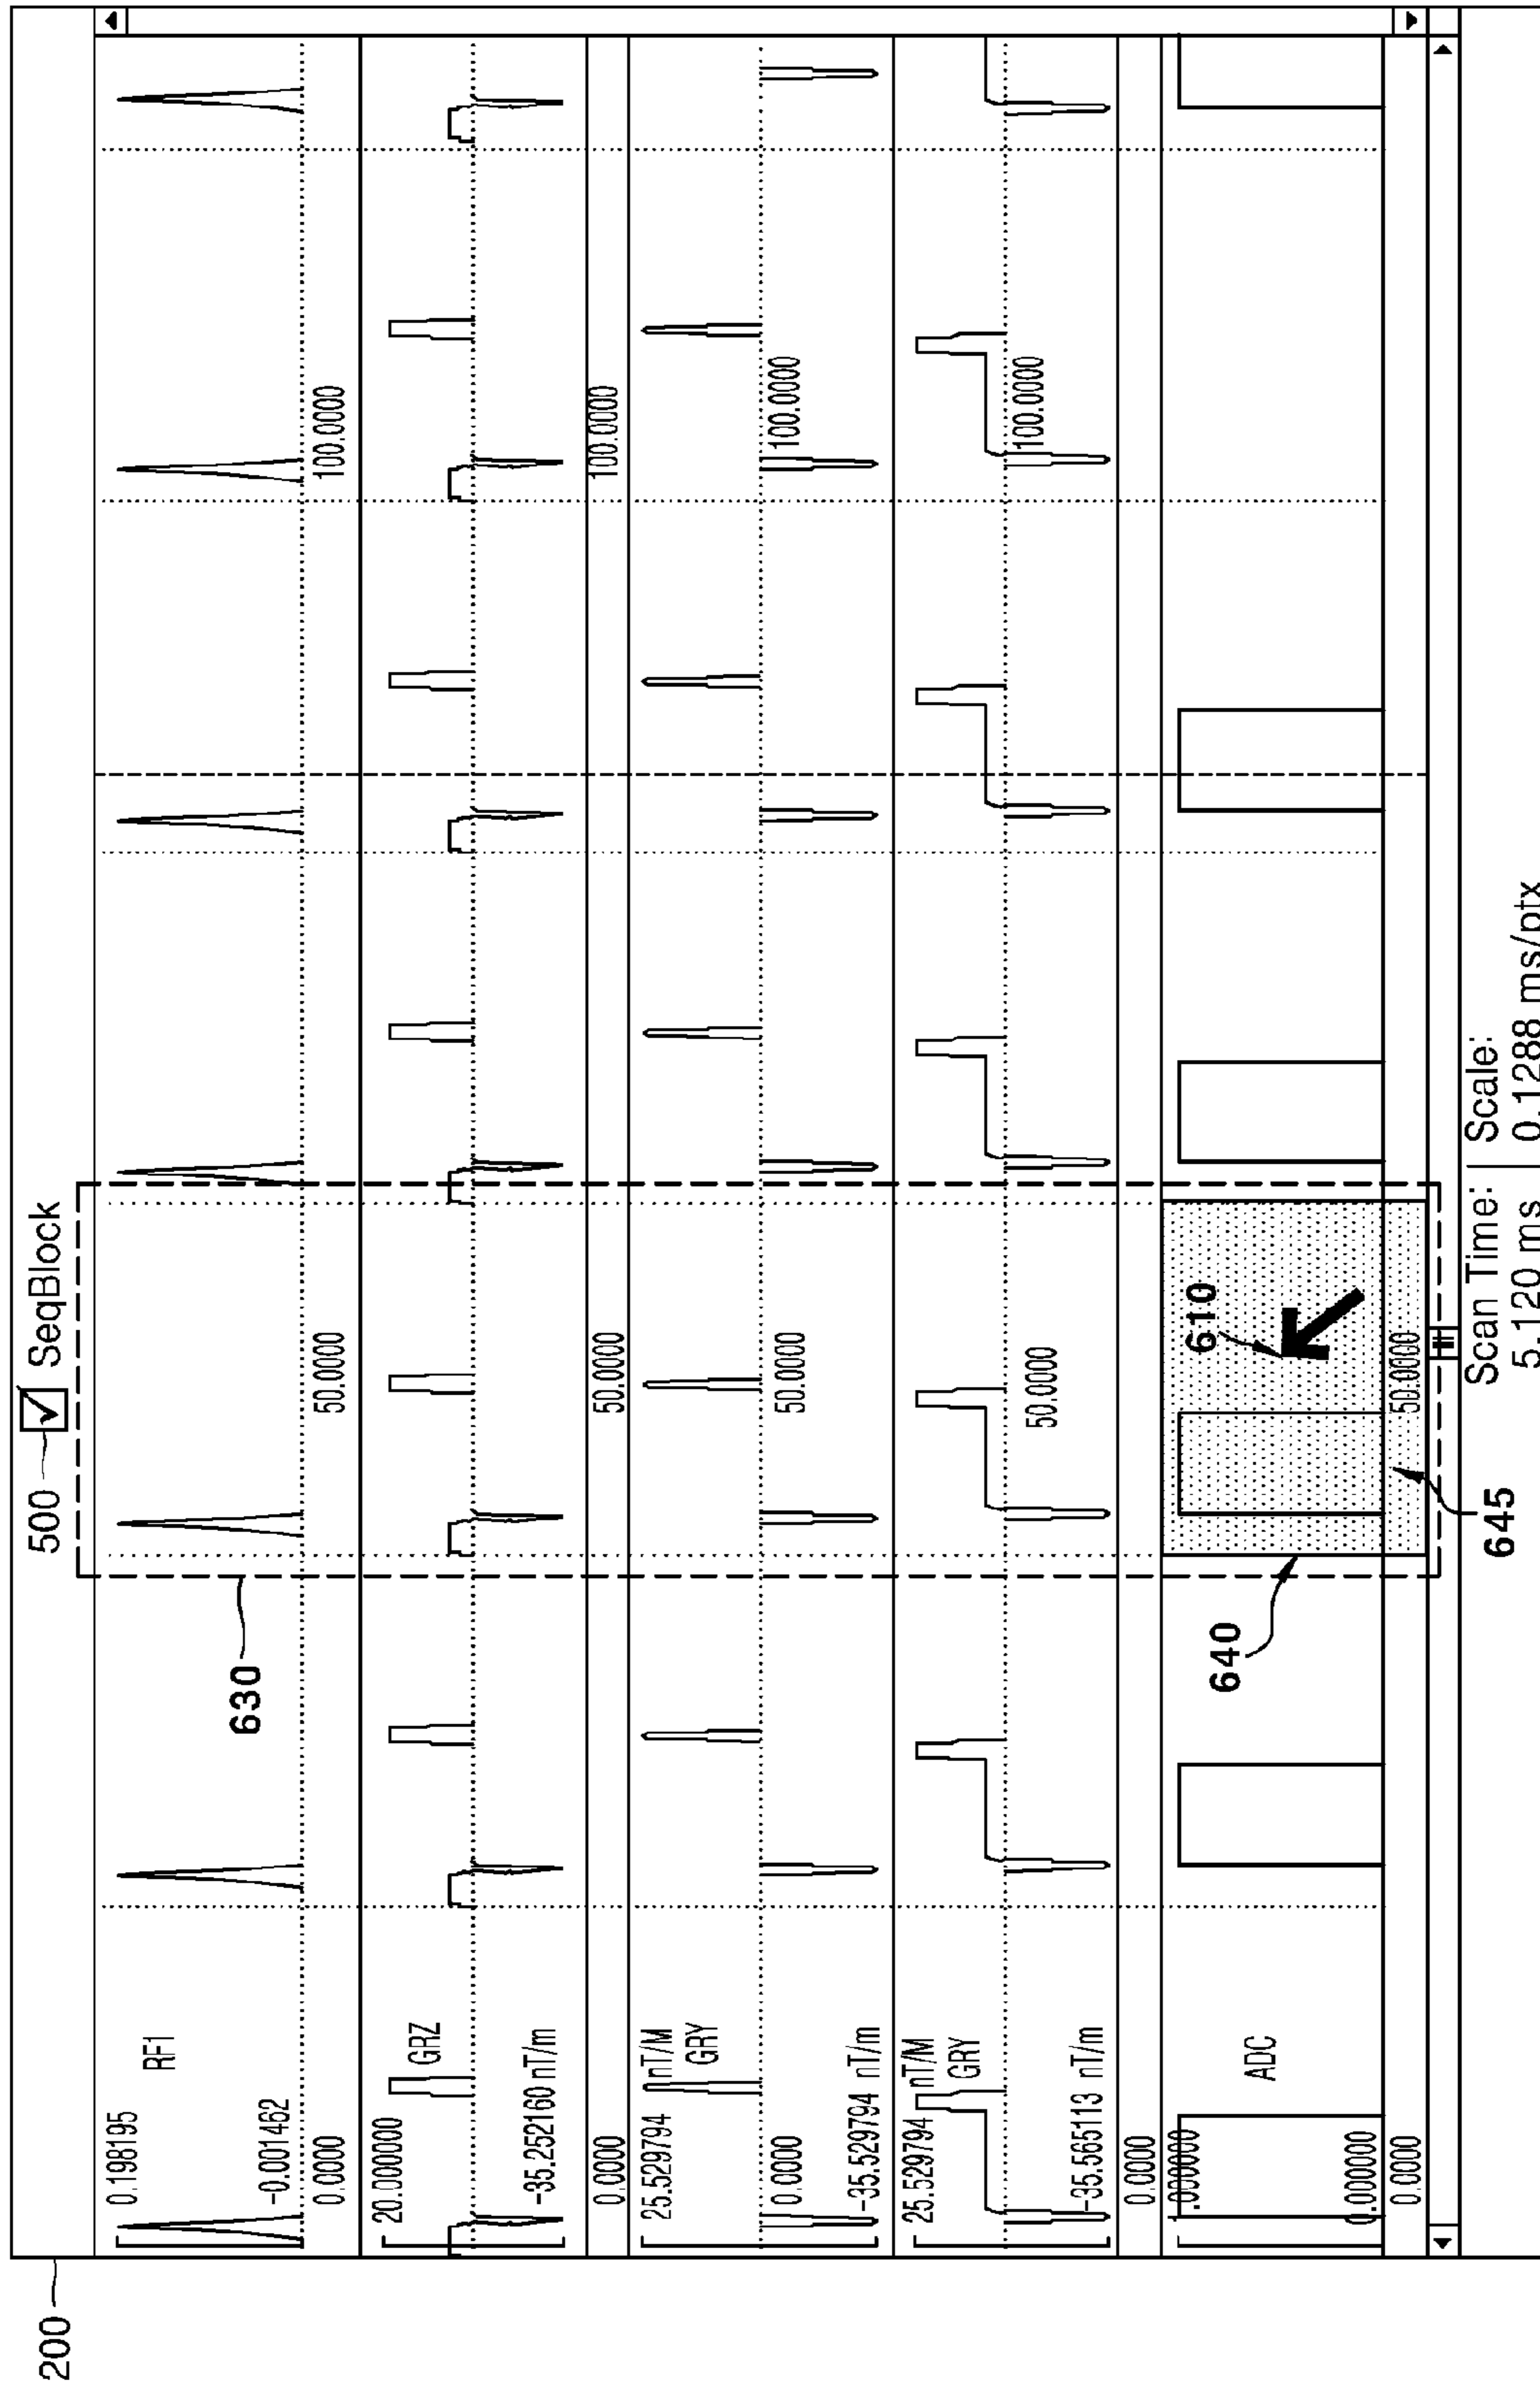 200
500 SeqBlock
630
0.198195
RF1
-0.001462
0.0000 50.0000 100.0000
20.000000
GRZ
-35.252160 nT/m
0.0000 50.0000 100.0000
25.529794 nT/M
GRY
0.0000 50.0000 100.0000
-35.529794 nT/m
25.529794 nT/M
GRY
50.0000 100.0000
-35.565113 nT/m
0.0000
1.000000
610
640
ADC
0.000000
0.0000 50.0000
645
Scan Time: Scale:
5.120 ms 0.1288 ms/ptx